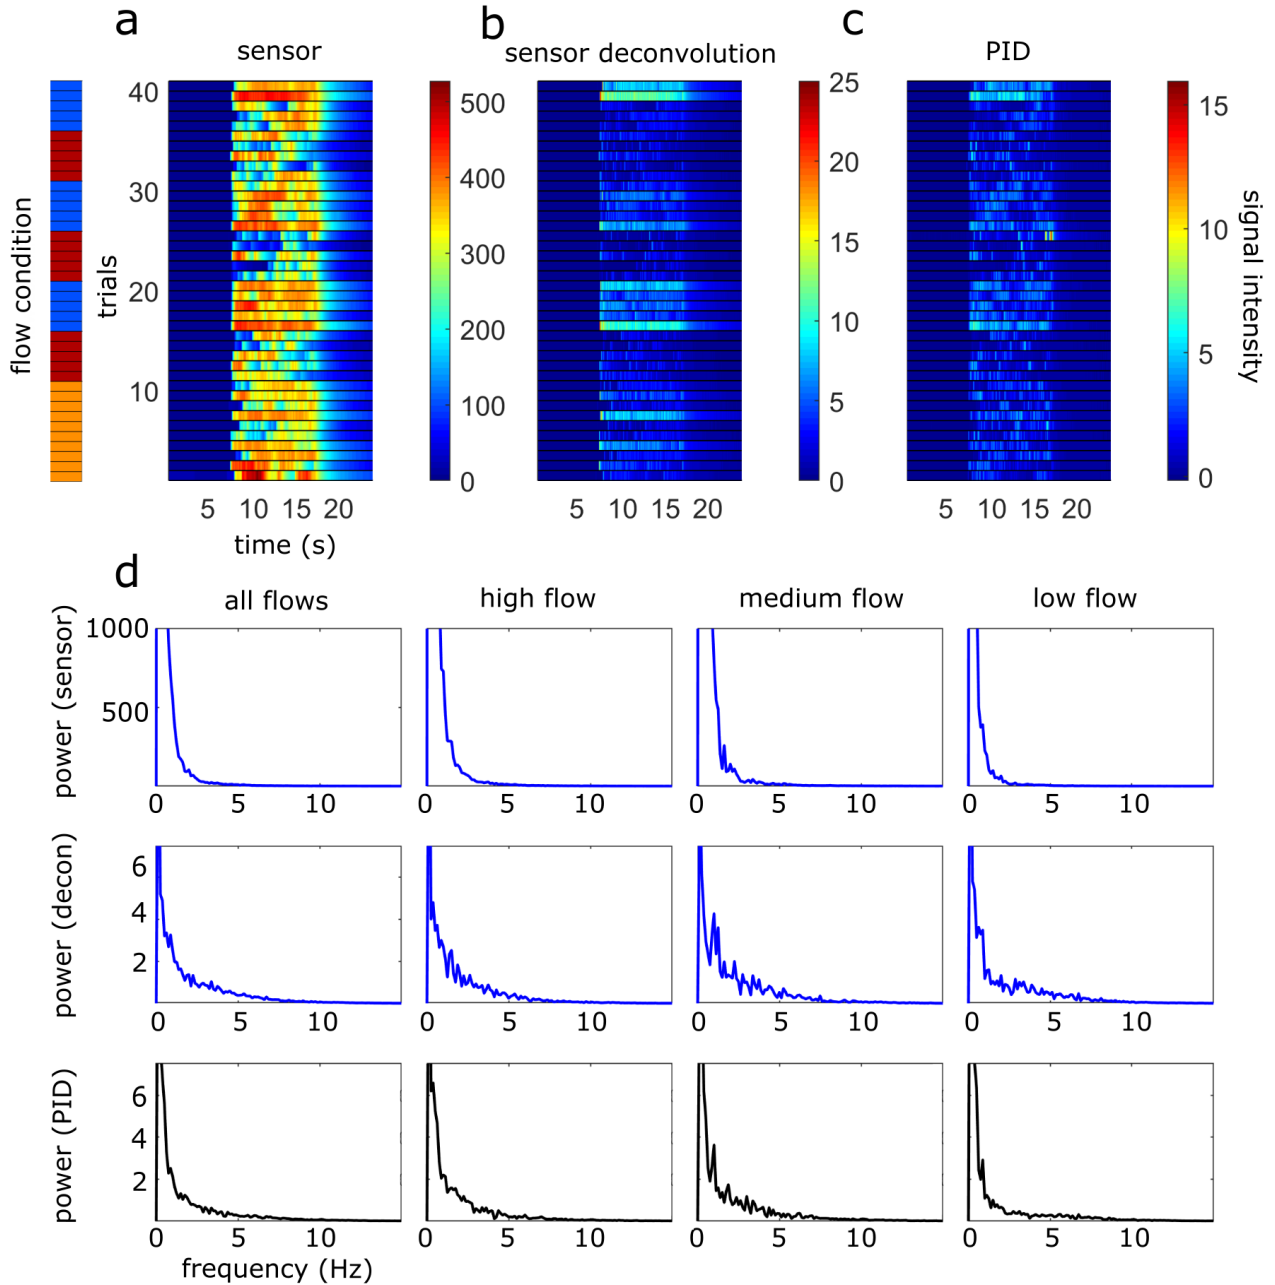 a
b
c
sensor
sensor deconvolution
PID
flow condition
trials
40
30
20
10
5 10 15 20
time (s)
500
400
300
200
100
0
5 10 15 20
25
20
15
10
5
0
5 10 15 20
15
10
5
0
signal intensity
d
all flows
high flow
medium flow
low flow
power (sensor)
1000
500
0 5 10
0 5 10
0 5 10
0 5 10
power (decon)
6
4
2
0 5 10
0 5 10
0 5 10
0 5 10
power (PID)
6
4
2
0 5 10
0 5 10
0 5 10
0 5 10
frequency (Hz)